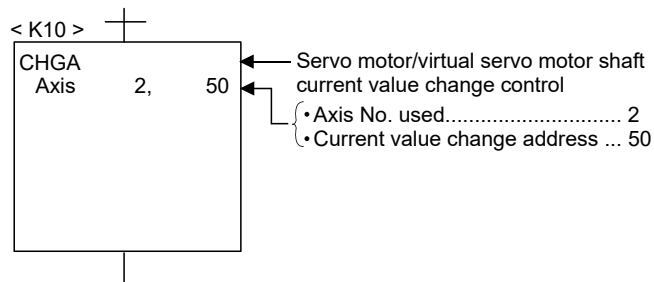 < K10 >
CHGA
Axis 2, 50
Servo motor/virtual servo motor shaft
current value change control
•Axis No. used............................. 2
•Current value change address ... 50